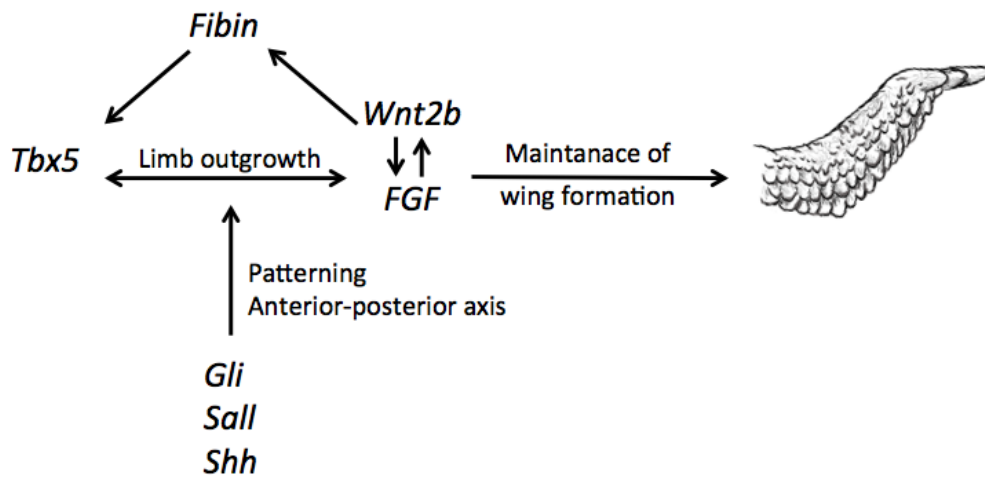 Fibin
Wnt2b
Tbx5
Limb outgrowth
FGF
Maintanace of
wing formation
Patterning
Anterior-posterior axis
Gli
Sall
Shh